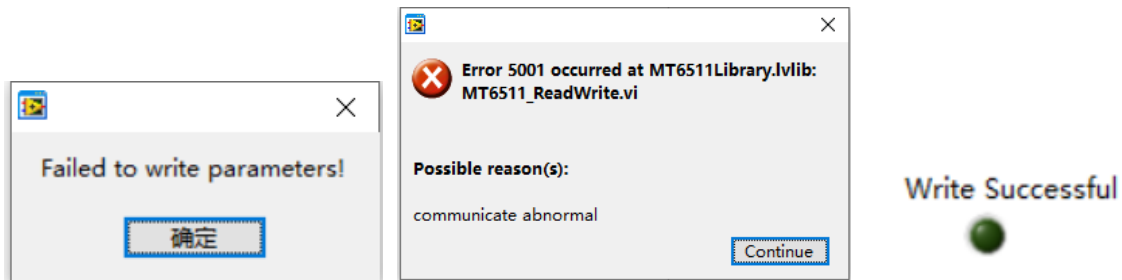 Failed to write parameters!
确定
Error 5001 occurred at MT6511Library.lvlib:
MT6511_ReadWrite.vi
Possible reason(s):
communicate abnormal
Continue
Write Successful